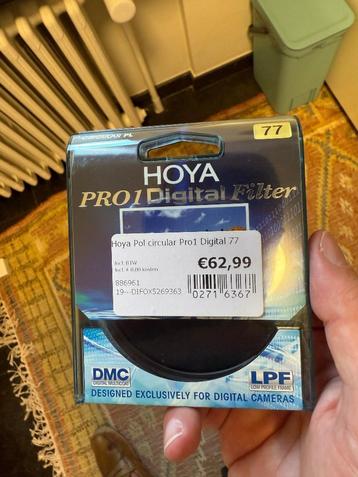 CIRCULAR PL
77
HOYA
PRO1 Digital Filter
Hoya Pol circular Pro1 Digital 77
Incl. BTW
Incl. € 0,00 kosten
€62,99
886961
19---DIFOX5269363
0271 6367
DMC
DIGITAL MULTICOAT
LPF
LOW PROFILE FRAME
DESIGNED EXCLUSIVELY FOR DIGITAL CAMERAS